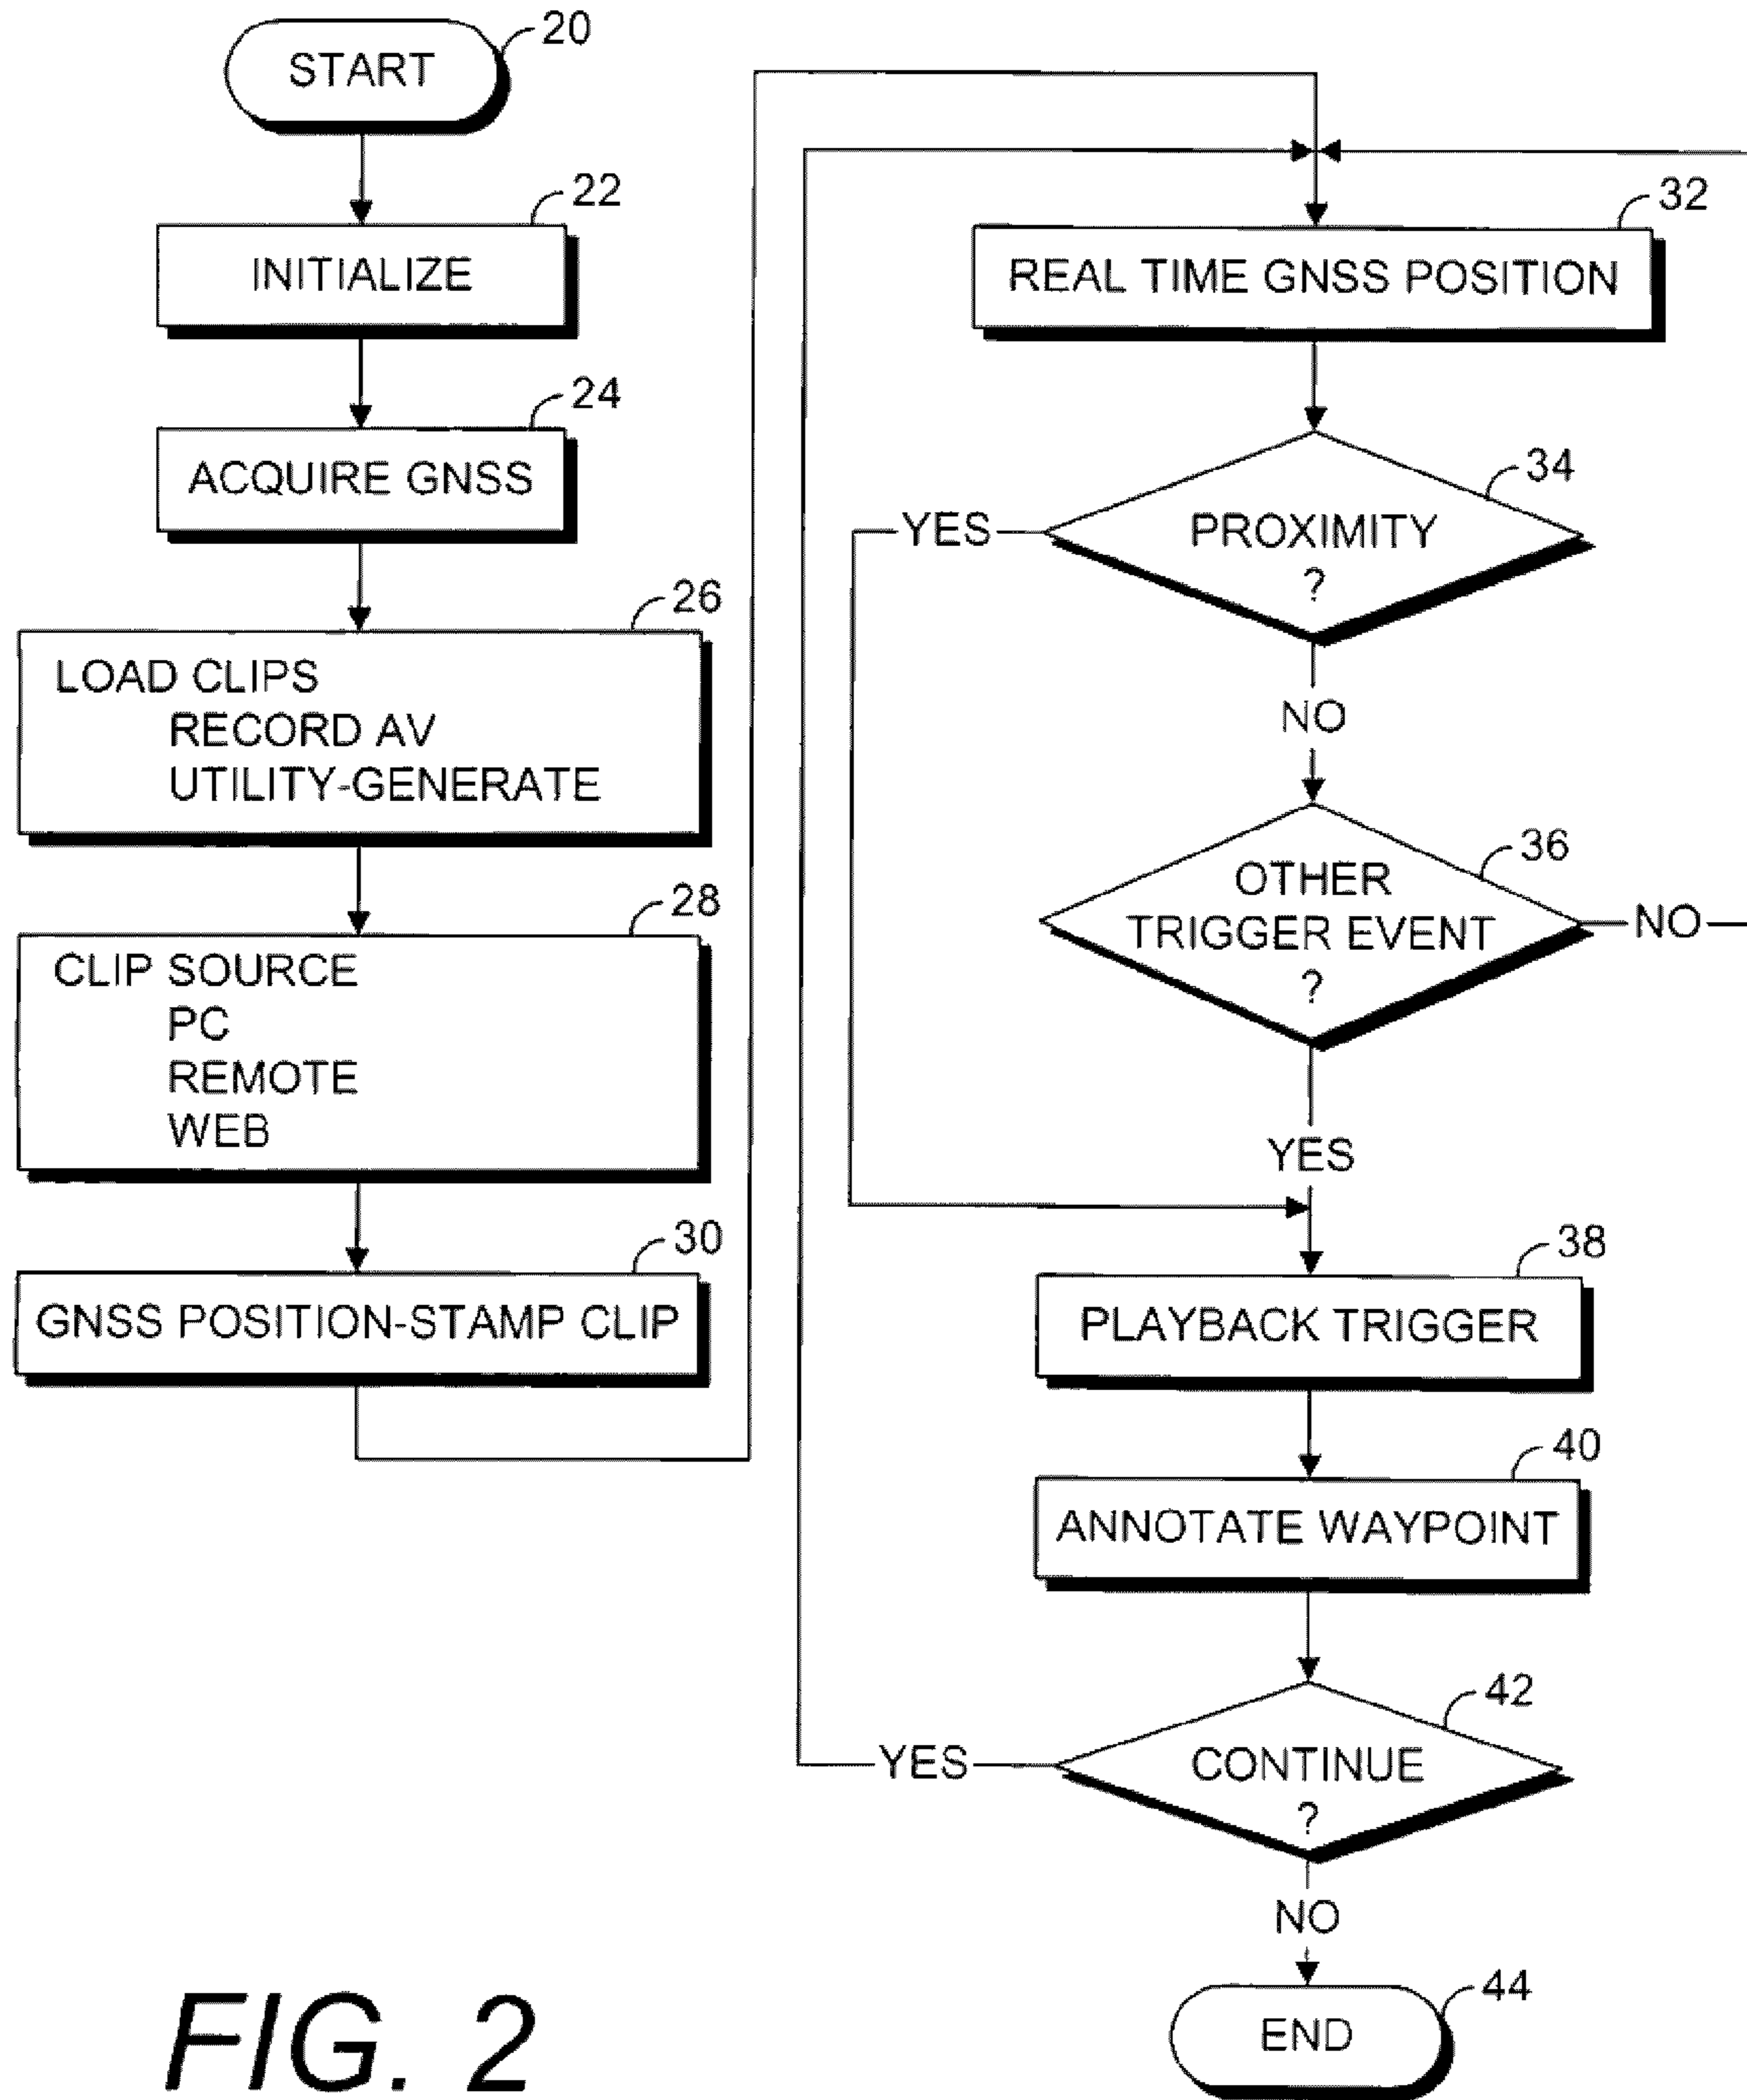 START
20
INITIALIZE
22
ACQUIRE GNSS
24
LOAD CLIPS
RECORD AV
UTILITY-GENERATE
26
CLIP SOURCE
PC
REMOTE
WEB
28
GNSS POSITION-STAMP CLIP
30
REAL TIME GNSS POSITION
32
PROXIMITY
?
34
YES
NO
OTHER
TRIGGER EVENT
?
36
NO
YES
PLAYBACK TRIGGER
38
ANNOTATE WAYPOINT
40
CONTINUE
?
42
YES
NO
END
44
FIG. 2